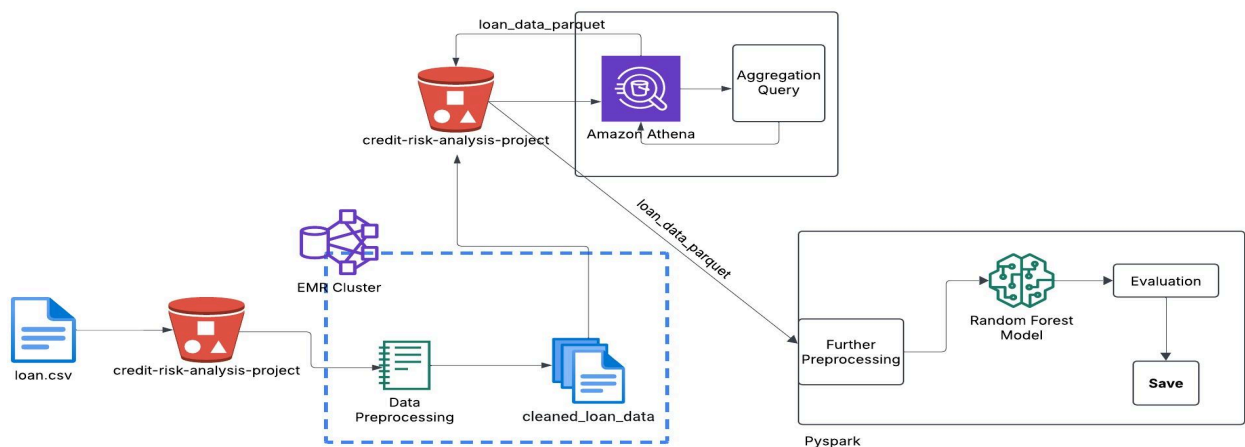 loan_data_parquet
Aggregation
Query
Amazon Athena
credit-risk-analysis-project
loan_data_parquet
EMR Cluster
loan.csv
credit-risk-analysis-project
Data
Preprocessing
cleaned_loan_data
Further
Preprocessing
Random Forest
Model
Evaluation
Save
Pyspark